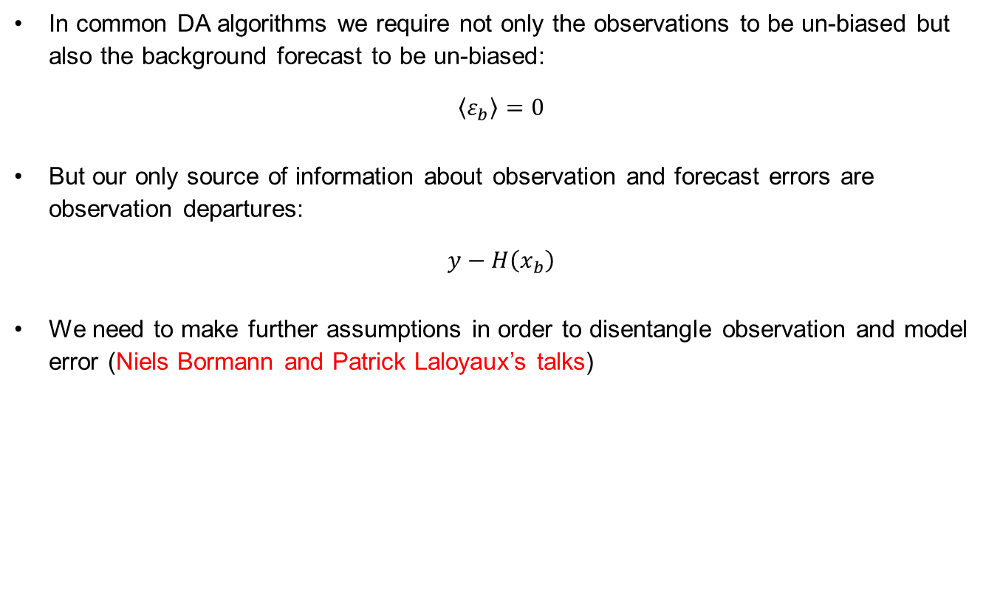 • In common DA algorithms we require not only the observations to be un-biased but
also the background forecast to be un-biased:
⟨ε_b⟩ = 0
• But our only source of information about observation and forecast errors are
observation departures:
y − H(x_b)
• We need to make further assumptions in order to disentangle observation and model
error (Niels Bormann and Patrick Laloyaux’s talks)